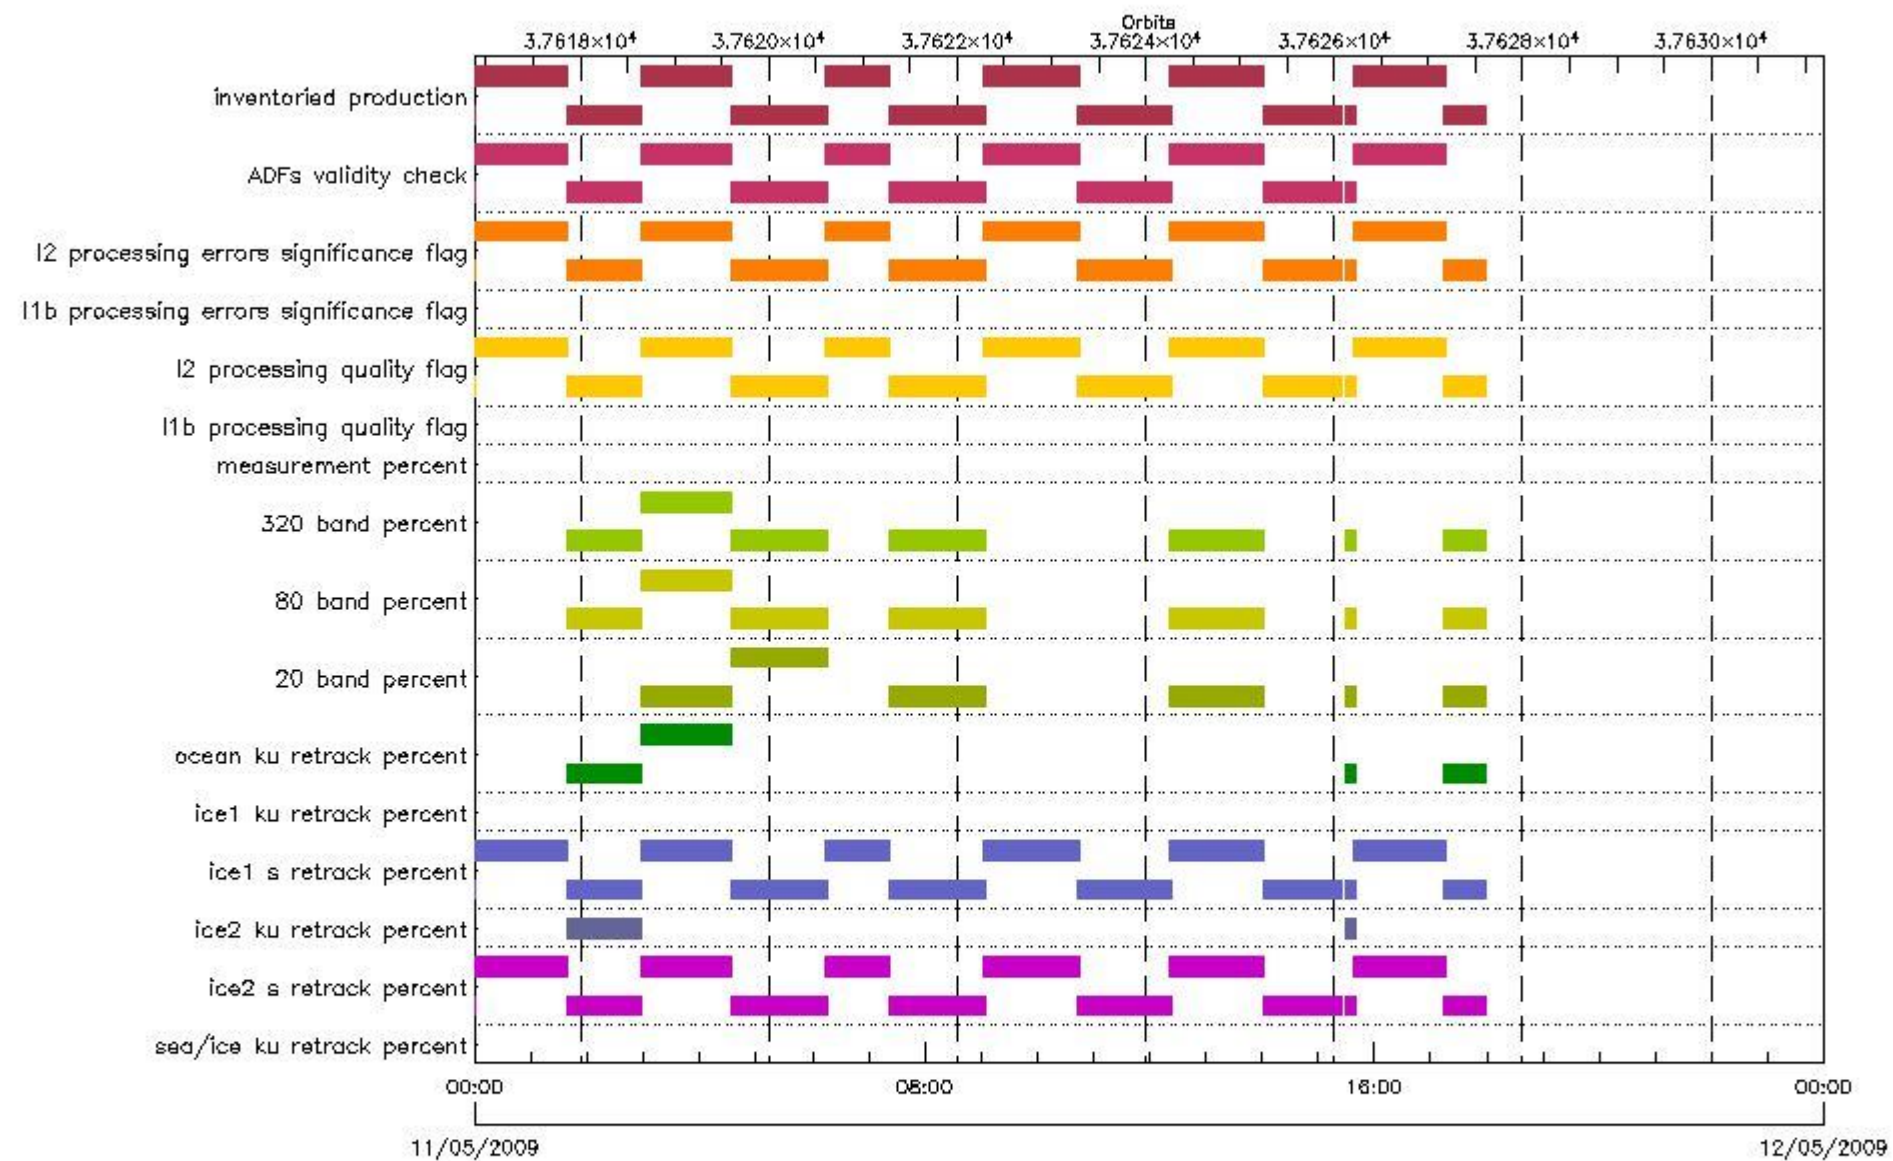 Orbits
3.7618×10⁴ 3.7620×10⁴ 3.7622×10⁴ 3.7624×10⁴ 3.7626×10⁴ 3.7628×10⁴ 3.7630×10⁴
inventoried production
ADFs validity check
l2 processing errors significance flag
l1b processing errors significance flag
l2 processing quality flag
l1b processing quality flag
measurement percent
320 band percent
80 band percent
20 band percent
ocean ku retrack percent
ice1 ku retrack percent
ice1 s retrack percent
ice2 ku retrack percent
ice2 s retrack percent
sea/ice ku retrack percent
00:00 08:00 16:00 00:00
11/05/2009 12/05/2009